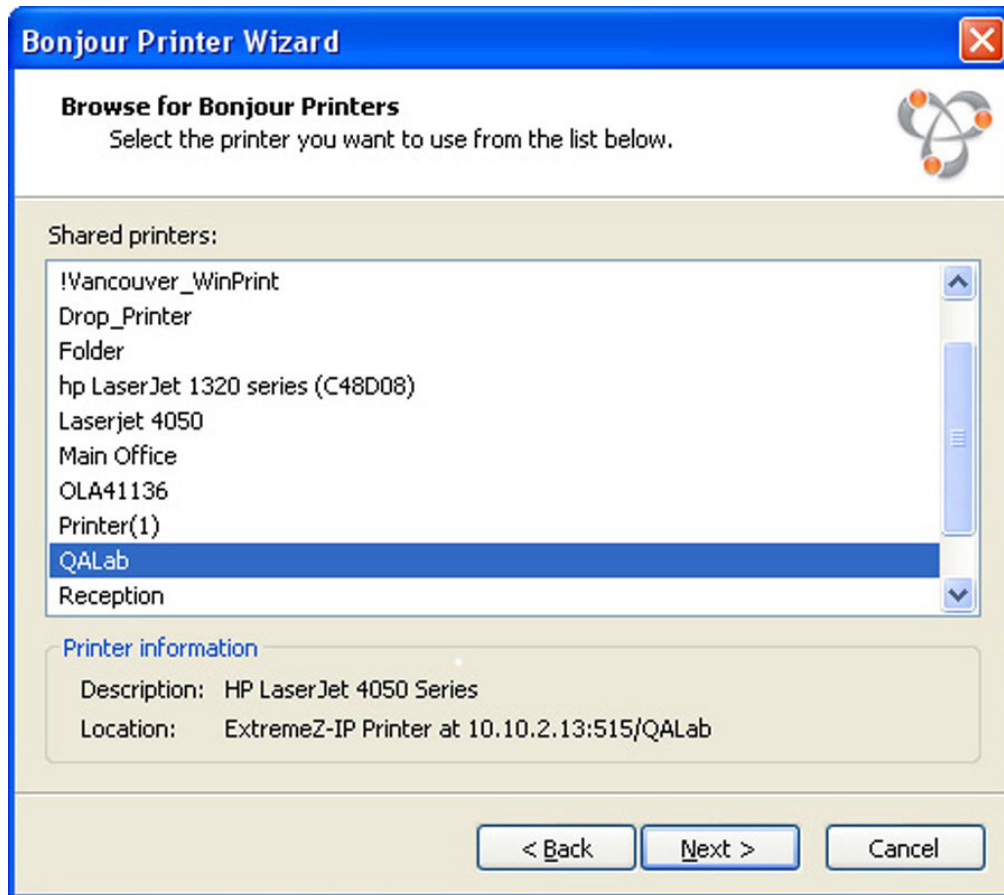 Bonjour Printer Wizard
Browse for Bonjour Printers
Select the printer you want to use from the list below.
Shared printers:
!Vancouver_WinPrint
Drop_Printer
Folder
hp LaserJet 1320 series (C48D08)
Laserjet 4050
Main Office
OLA41136
Printer(1)
QALab
Reception
Printer information
Description: HP LaserJet 4050 Series
Location: ExtremeZ-IP Printer at 10.10.2.13:515/QALab
< Back Next > Cancel